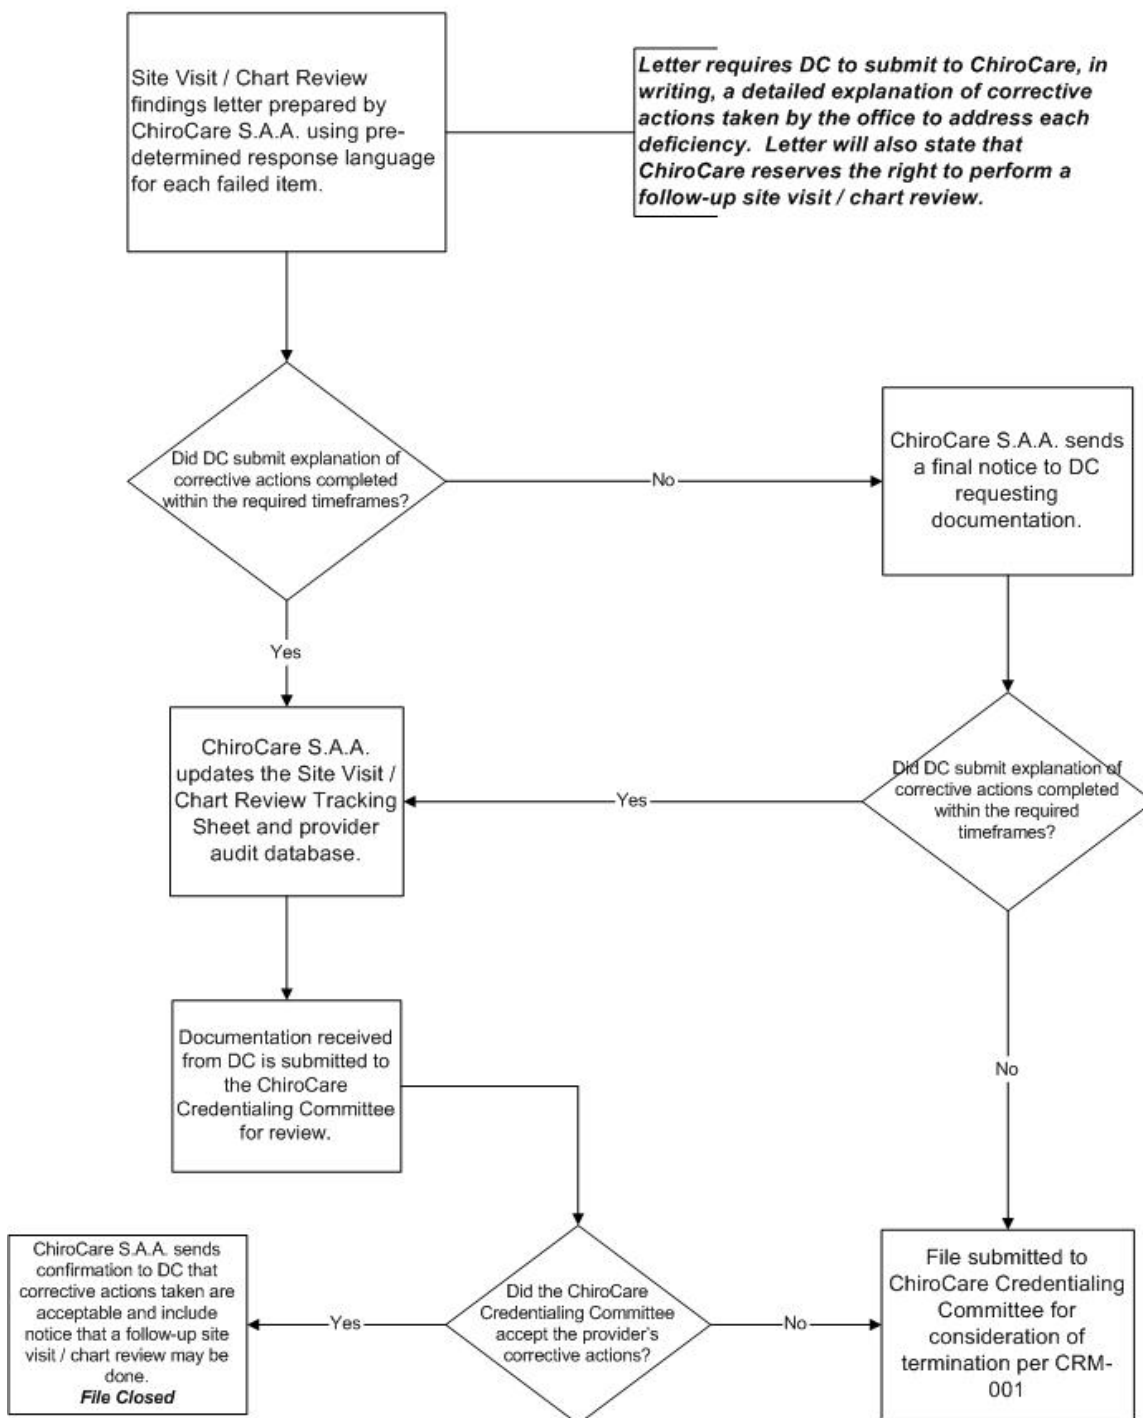 Site Visit / Chart Review
findings letter prepared by
ChiroCare S.A.A. using pre-
determined response language
for each failed item.
Letter requires DC to submit to ChiroCare, in
writing, a detailed explanation of corrective
actions taken by the office to address each
deficiency.  Letter will also state that
ChiroCare reserves the right to perform a
follow-up site visit / chart review.
Did DC submit explanation of
corrective actions completed
within the required timeframes?
No
ChiroCare S.A.A. sends
a final notice to DC
requesting
documentation.
Yes
ChiroCare S.A.A.
updates the Site Visit /
Chart Review Tracking
Sheet and provider
audit database.
Yes
Did DC submit explanation of
corrective actions completed
within the required
timeframes?
Documentation received
from DC is submitted to
the ChiroCare
Credentialing Committee
for review.
No
ChiroCare S.A.A. sends
confirmation to DC that
corrective actions taken are
acceptable and include
notice that a follow-up site
visit / chart review may be
done.
File Closed
Yes
Did the ChiroCare
Credentialing Committee
accept the provider's
corrective actions?
No
File submitted to
ChiroCare Credentialing
Committee for
consideration of
termination per CRM-
001